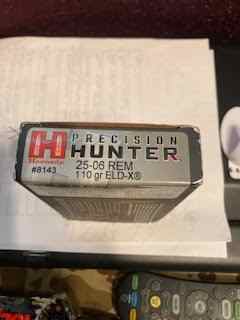 PRECISION
HUNTER
H
Hornady
#8143
25-06 REM
110 gr ELD-X®